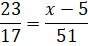 23/17 = (x − 5)/51